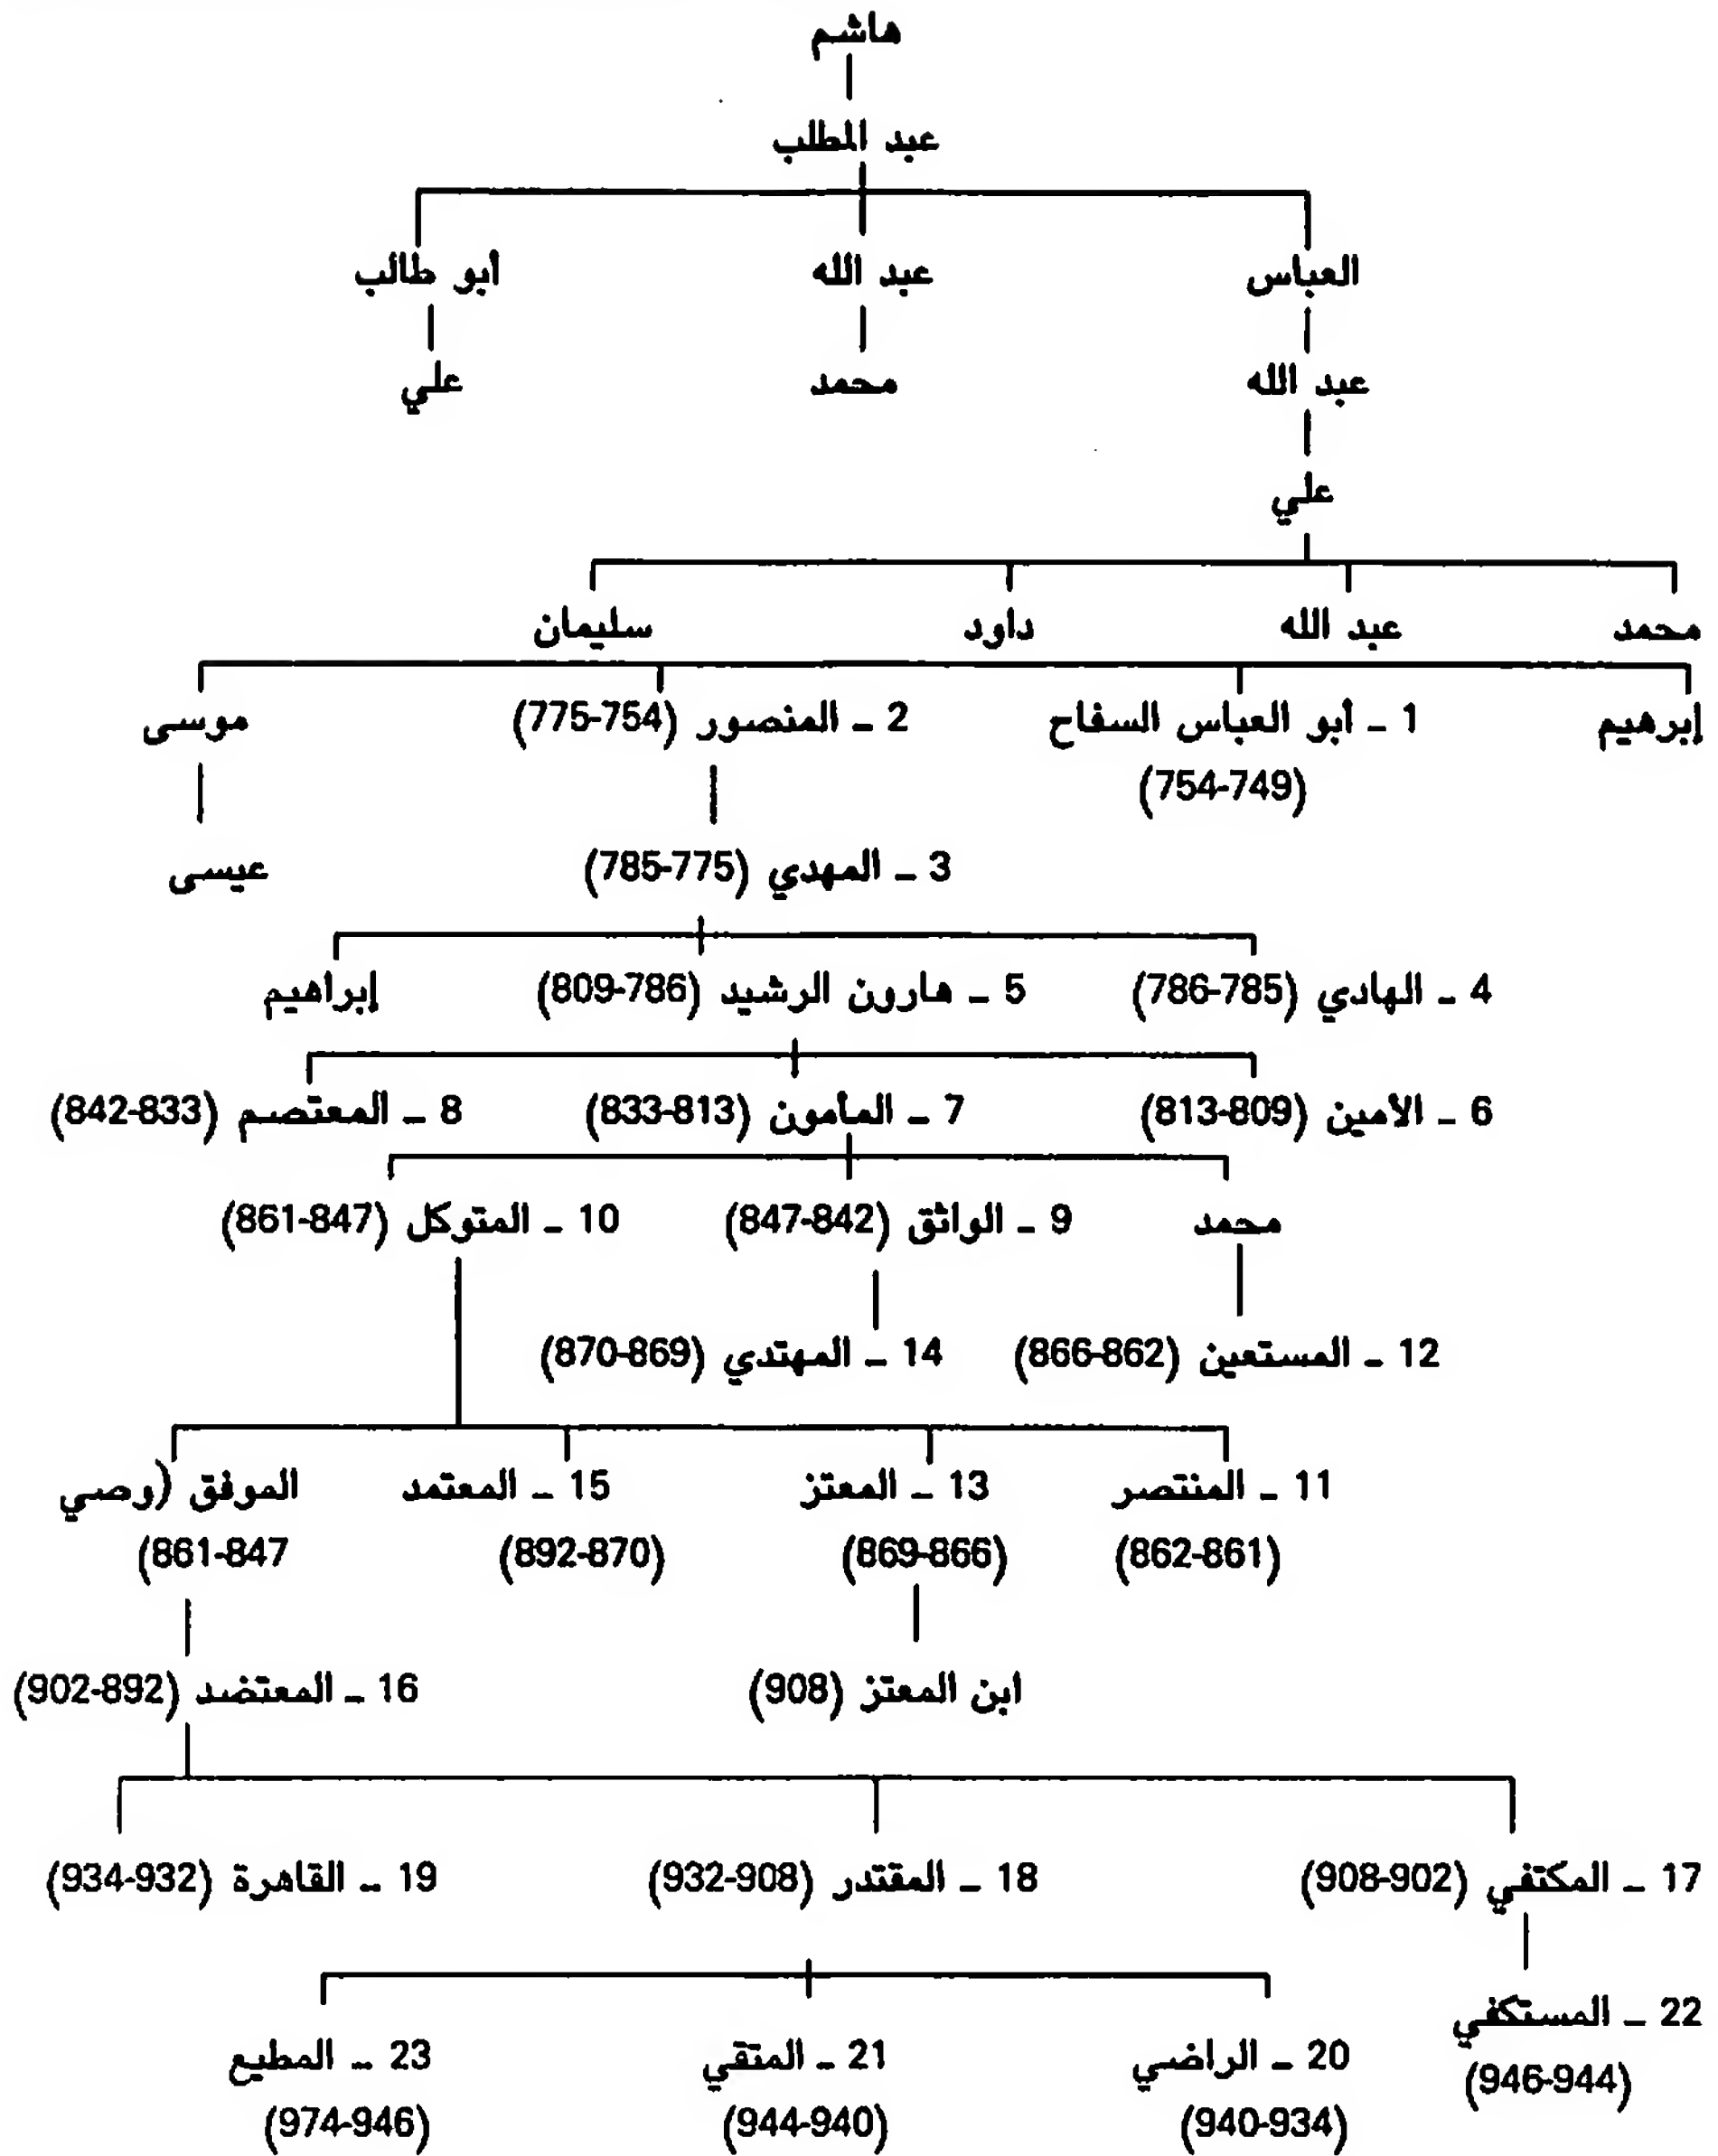 هاشم
عبد المطلب
العباس عبد الله أبو طالب
عبد الله محمد علي
علي
محمد عبد الله داود سليمان
إبرهيم 1 ـ أبو العباس السفاح 2 ـ المنصور (775-754) موسى
(754-749)
3 ـ المهدي (785-775) عيسى
4 ـ الهادي (786-785) 5 ـ هارون الرشيد (809-786) إبراهيم
6 ـ الأمين (813-809) 7 ـ المأمون (833-813) 8 ـ المعتصم (842-833)
محمد 9 ـ الواثق (847-842) 10 ـ المتوكل (861-847)
12 ـ المستعين (866-862) 14 ـ المهتدي (870-869)
11 ـ المنتصر 13 ـ المعتز 15 ـ المعتمد الموفق (وصي
(862-861) (869-866) (892-870) 861-847)
ابن المعتز (908) 16 ـ المعتضد (902-892)
17 ـ المكتفي (908-902) 18 ـ المقتدر (932-908) 19 ـ القاهرة (934-932)
22 ـ المستكفي
20 ـ الراضي 21 ـ المتقي 23 ـ المطيع
(946-944)
(940-934) (944-940) (974-946)